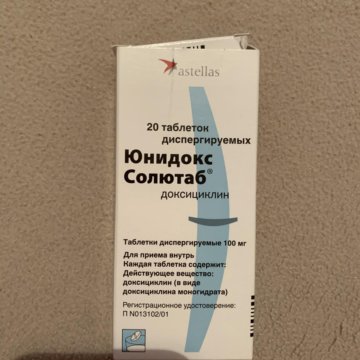 astellas
20 таблеток
диспергируемых
Юнидокс
Солютаб®
доксициклин
Таблетки диспергируемые 100 мг
Для приема внутрь
Каждая таблетка содержит:
Действующее вещество:
доксициклин (в виде
доксициклина моногидрата)
Регистрационное удостоверение:
П N013102/01